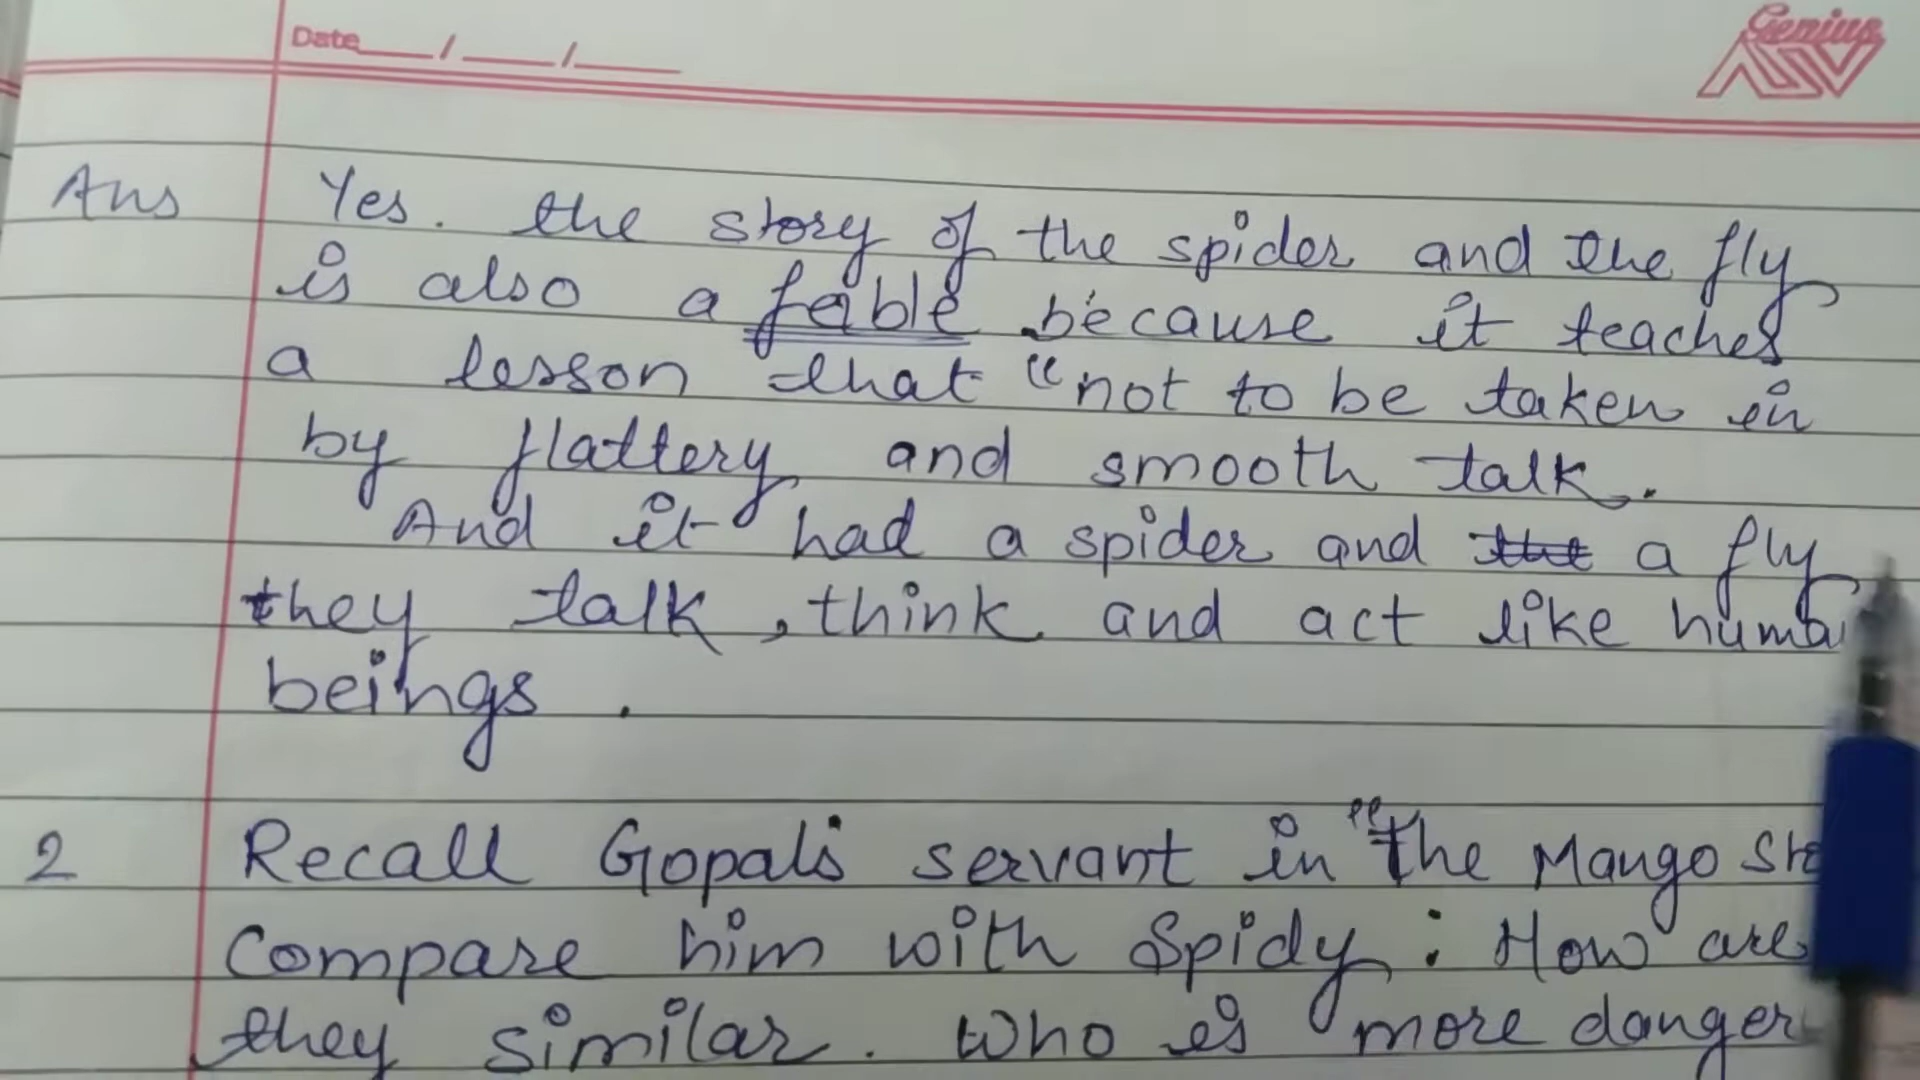 Date___/___/___
Genius
Ans Yes. the story of the spider and the fly
is also a fable because it teaches
a lesson that "not to be taken in
by flattery and smooth talk.
And it had a spider and the a fly
they talk, think and act like huma
beings.
2 Recall Gopal's servant in "The Mango
Compare him with Spidy: How are
they similar. Who is more danger